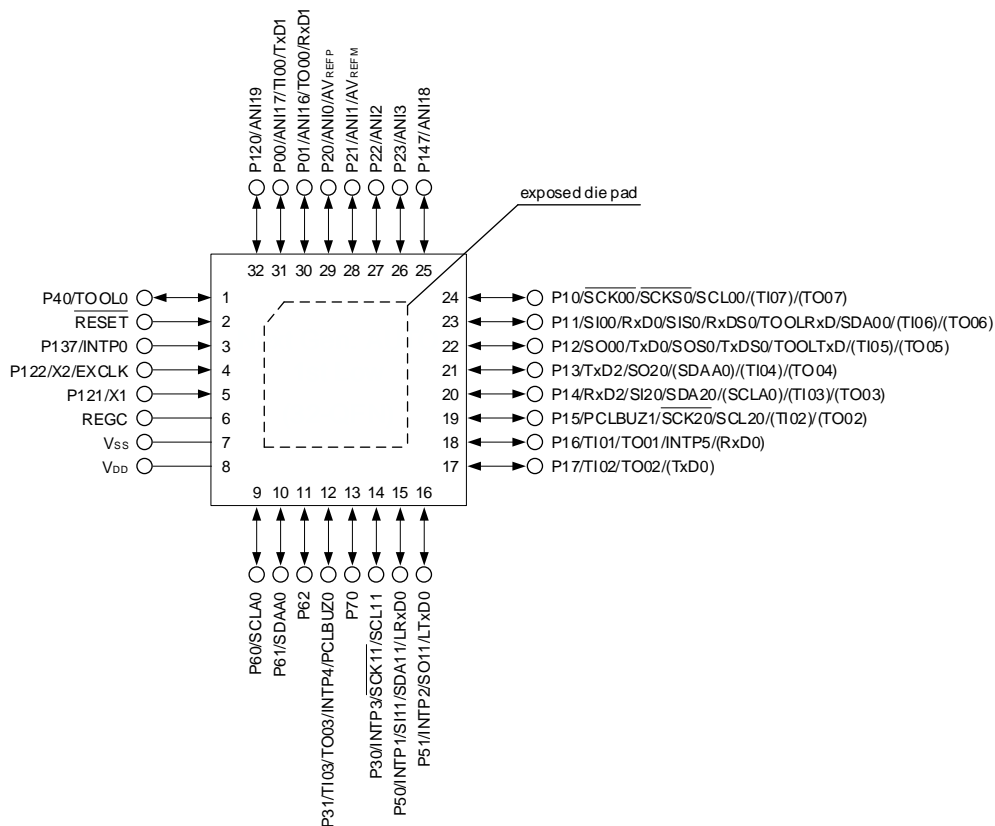 P120/ANI19
P00/ANI17/TI00/TxD1
P01/ANI16/TO00/RxD1
P20/ANI0/AVREFP
P21/ANI1/AVREFM
P22/ANI2
P23/ANI3
P147/ANI18
exposed die pad
32 31 30 29 28 27 26 25
P40/TOOL0 1
RESET 2
P137/INTP0 3
P122/X2/EXCLK 4
P121/X1 5
REGC 6
VSS 7
VDD 8
24 P10/SCK00/SCKS0/SCL00/(TI07)/(TO07)
23 P11/SI00/RxD0/SIS0/RxDS0/TOOLRxD/SDA00/(TI06)/(TO06)
22 P12/SO00/TxD0/SOS0/TxDS0/TOOLTxD/(TI05)/(TO05)
21 P13/TxD2/SO20/(SDAA0)/(TI04)/(TO04)
20 P14/RxD2/SI20/SDA20/(SCLA0)/(TI03)/(TO03)
19 P15/PCLBUZ1/SCK20/SCL20/(TI02)/(TO02)
18 P16/TI01/TO01/INTP5/(RxD0)
17 P17/TI02/TO02/(TxD0)
9 10 11 12 13 14 15 16
P60/SCLA0
P61/SDAA0
P62
P31/TI03/TO03/INTP4/PCLBUZ0
P70
P30/INTP3/SCK11/SCL11
P50/INTP1/SI11/SDA11/LRxD0
P51/INTP2/SO11/LTxD0